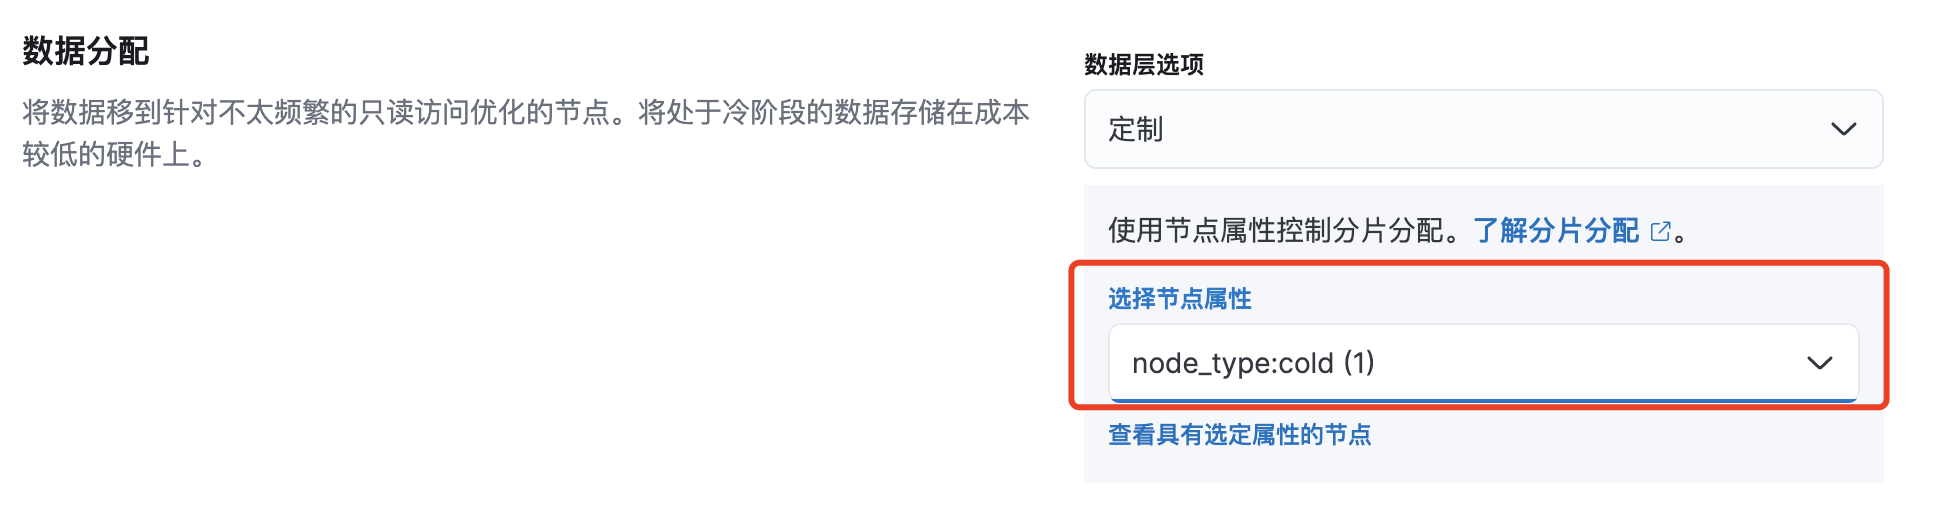 数据分配
将数据移到针对不太频繁的只读访问优化的节点。将处于冷阶段的数据存储在成本
较低的硬件上。
数据层选项
定制
使用节点属性控制分片分配。了解分片分配 。
选择节点属性
node_type:cold (1)
查看具有选定属性的节点